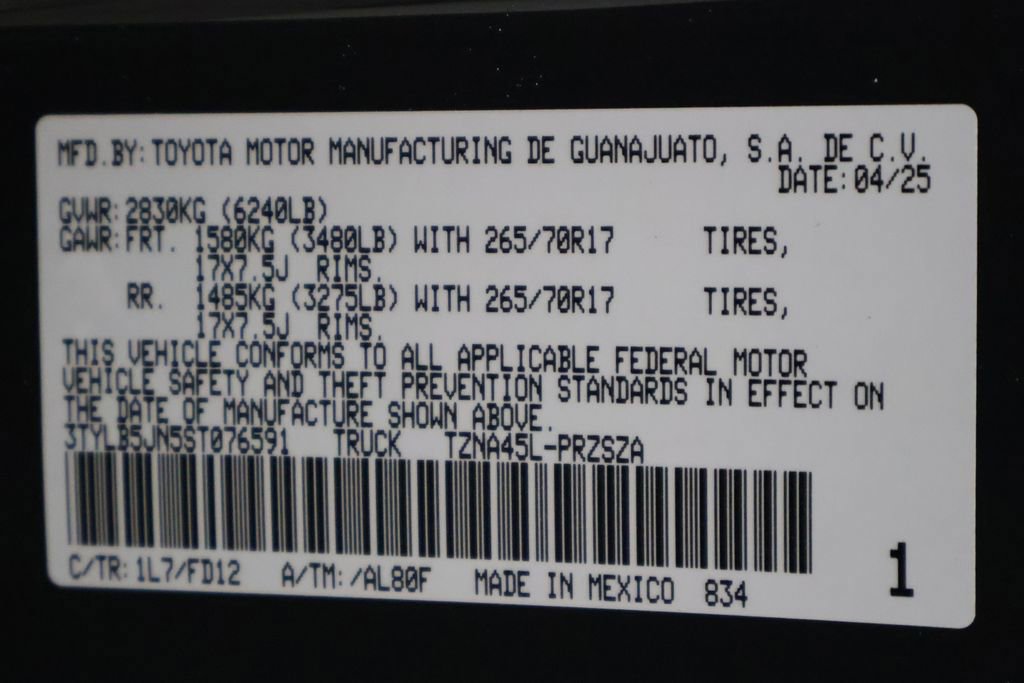 MFD.BY: TOYOTA MOTOR MANUFACTURING DE GUANAJUATO, S.A. DE C.V.
DATE: 04/25
GVWR: 2830KG (6240LB)
GAWR: FRT. 1580KG (3480LB) WITH 265/70R17 TIRES,
17X7.5J RIMS.
RR. 1485KG (3275LB) WITH 265/70R17 TIRES,
17X7.5J RIMS.
THIS VEHICLE CONFORMS TO ALL APPLICABLE FEDERAL MOTOR
VEHICLE SAFETY AND THEFT PREVENTION STANDARDS IN EFFECT ON
THE DATE OF MANUFACTURE SHOWN ABOVE.
3TYLB5JN5ST076591 TRUCK TZNA45L-PRZSZA
C/TR: 1L7/FD12 A/TM: /AL80F MADE IN MEXICO 834
1